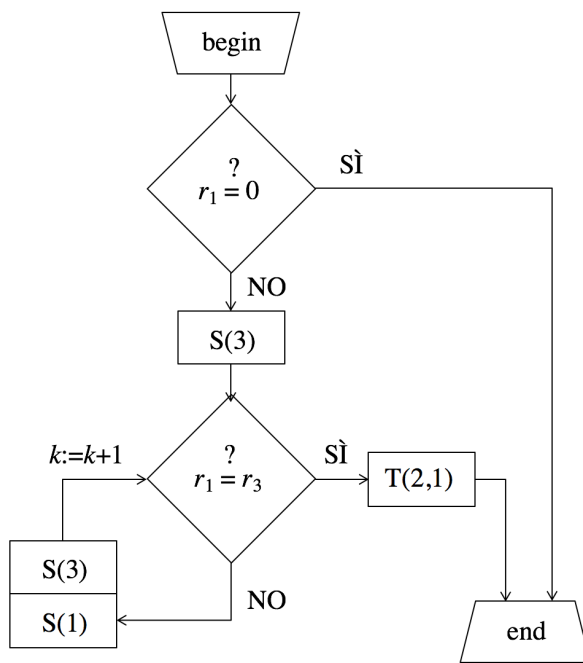 begin
?
r₁ = 0
SÌ
NO
S(3)
k:=k+1
?
r₁ = r₃
SÌ
T(2,1)
S(3)
S(1)
NO
end